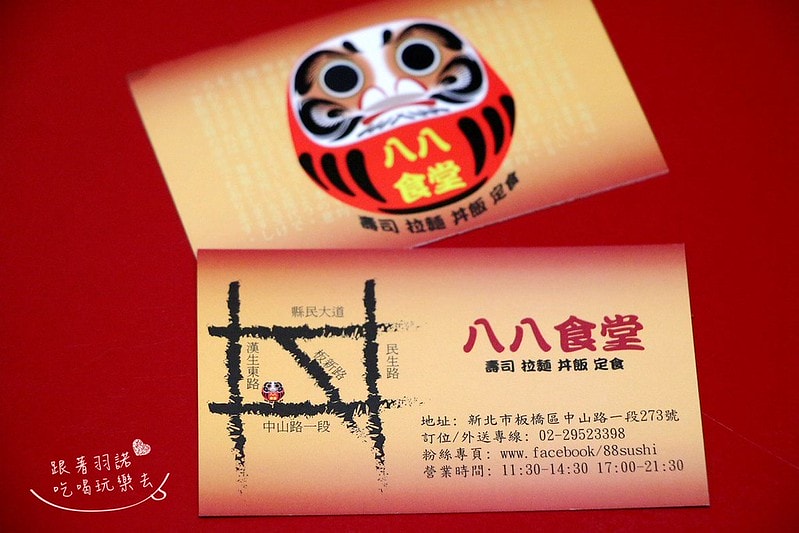 八八
食堂
壽司 拉麵 丼飯 定食
縣民大道
漢生東路
板新路
民生路
中山路一段
八八食堂
壽司 拉麵 丼飯 定食
地址: 新北市板橋區中山路一段273號
訂位/外送專線: 02-29523398
粉絲專頁: www.facebook/88sushi
營業時間: 11:30-14:30 17:00-21:30
跟著羽諾
吃喝玩樂去